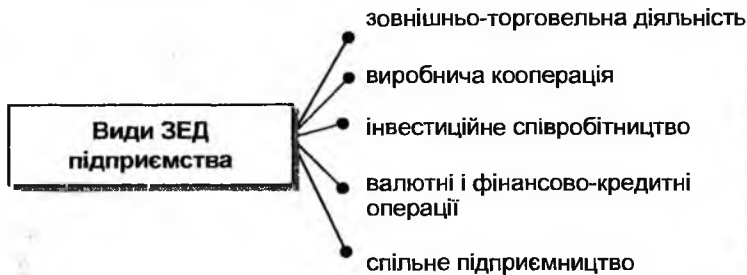 зовнішньо-торговельна діяльність
виробнича кооперація
Види ЗЕД
підприємства
інвестиційне співробітництво
валютні і фінансово-кредитні
операції
спільне підприємництво